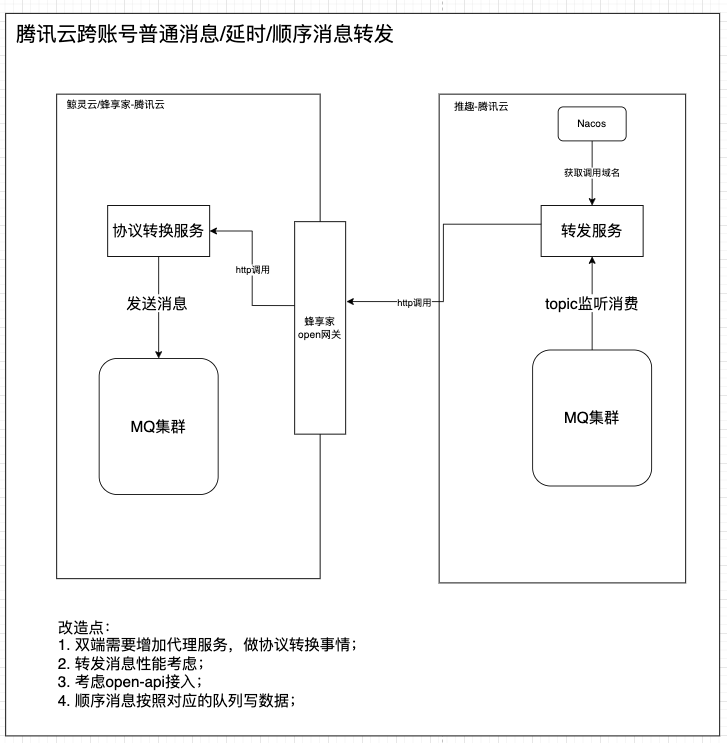 腾讯云跨账号普通消息/延时/顺序消息转发
鲸灵云/蜂享家-腾讯云
推趣-腾讯云
Nacos
获取调用域名
协议转换服务
转发服务
http调用
发送消息
http调用
topic监听消费
蜂享家
open网关
MQ集群
MQ集群
改造点：
1. 双端需要增加代理服务，做协议转换事情；
2. 转发消息性能考虑；
3. 考虑open-api接入；
4. 顺序消息按照对应的队列写数据；